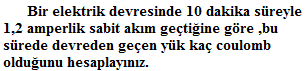 Bir elektrik devresinde 10 dakika süreyle
1,2 amperlik sabit akım geçtiğine göre ,bu
sürede devreden geçen yük kaç coulomb
olduğunu hesaplayınız.